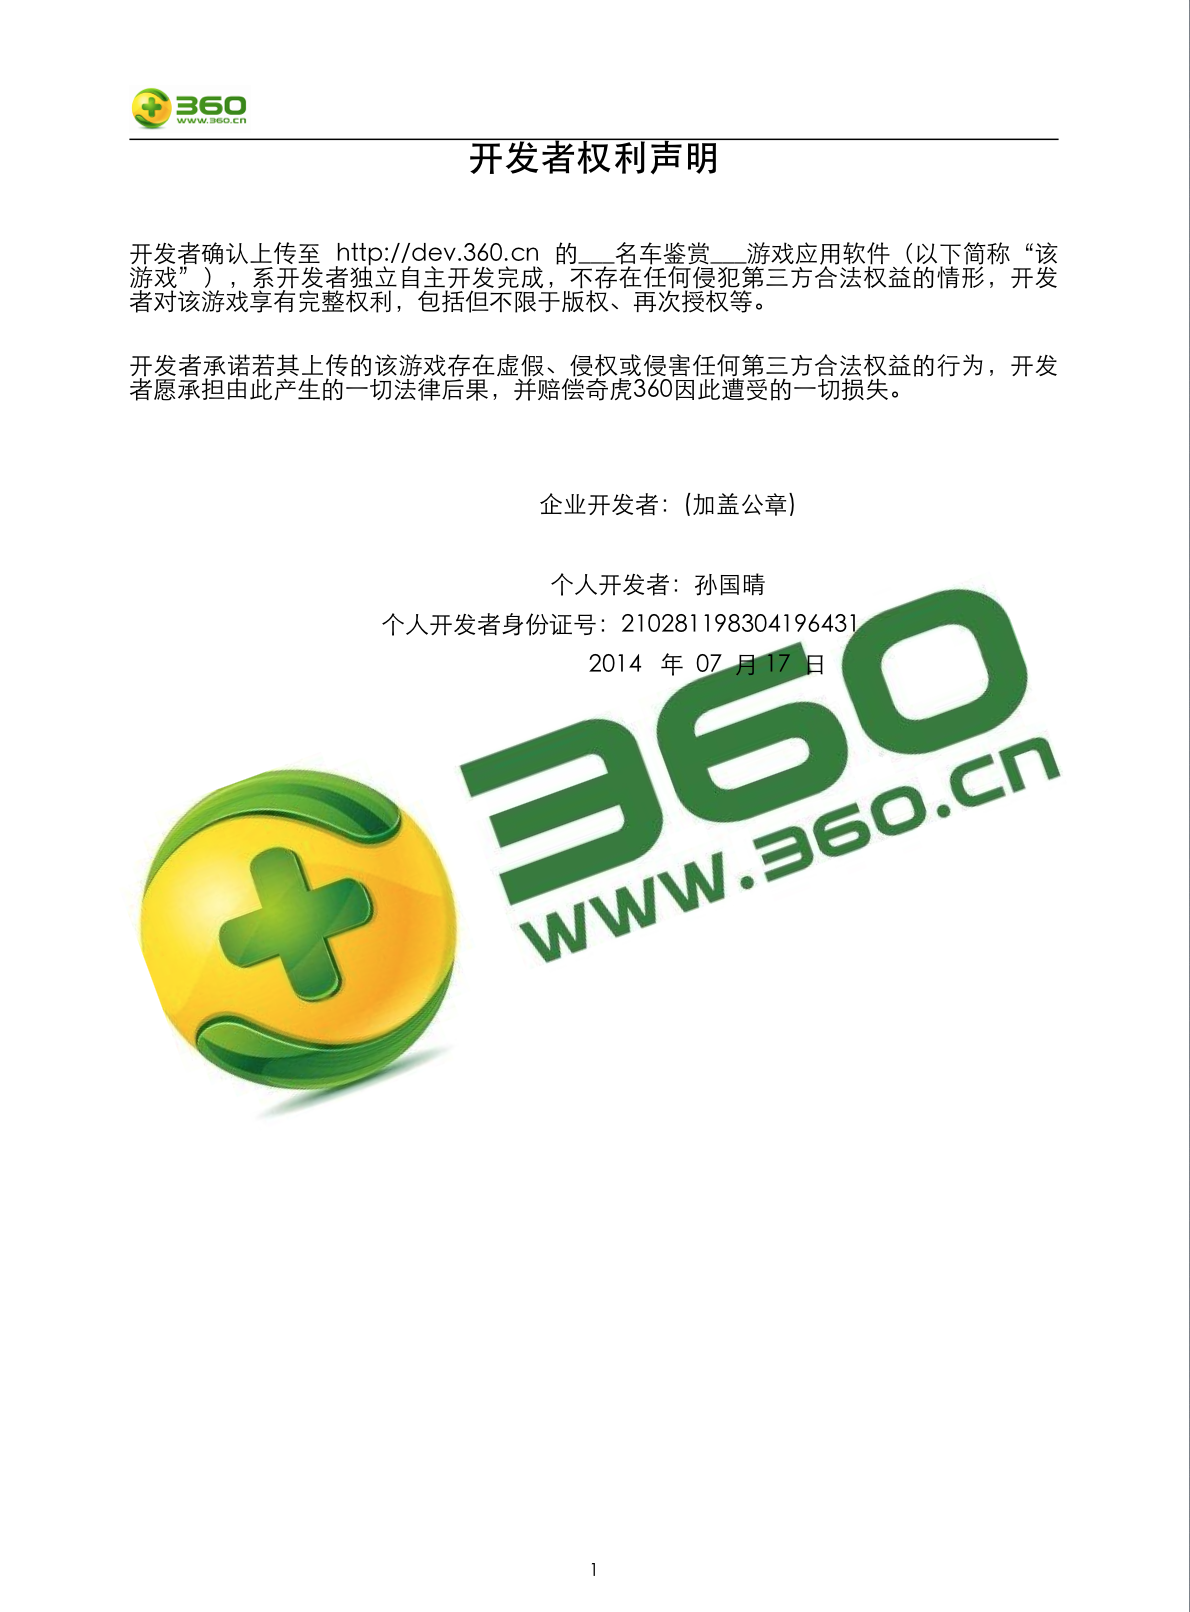 360
www.360.cn
开发者权利声明
开发者确认上传至 http://dev.360.cn 的___名车鉴赏___游戏应用软件（以下简称“该
游戏”），系开发者独立自主开发完成，不存在任何侵犯第三方合法权益的情形，开发
者对该游戏享有完整权利，包括但不限于版权、再次授权等。
开发者承诺若其上传的该游戏存在虚假、侵权或侵害任何第三方合法权益的行为，开发
者愿承担由此产生的一切法律后果，并赔偿奇虎360因此遭受的一切损失。
企业开发者：(加盖公章)
个人开发者：孙国晴
个人开发者身份证号：210281198304196431
2014 年 07 月 17 日
360
www.360.cn
1